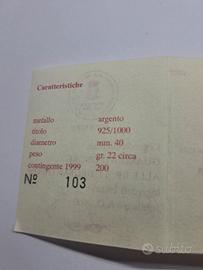 Caratteristiche
metallo argento
titolo 925/1000
diametro mm. 40
peso gr. 22 circa
contingente 1999 200
Nº 103
subito